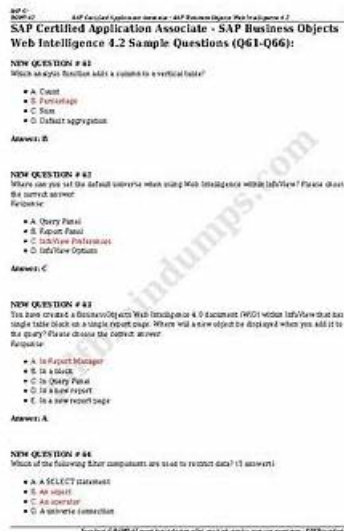 SAP Certified Application Associate - SAP Business Objects
Web Intelligence 4.2 Sample Questions (Q61-Q66):
NEW QUESTION # 61
Which analysis function adds a column to a vertical table?
A. Count
B. Percentage
C. Sum
D. Default aggregation
Answer: B
NEW QUESTION # 62
Where can you set the default universe when using Web Intelligence within InfoView? Please choose
the correct answer
Response:
A. Query Panel
B. Report Panel
C. InfoView Preferences
D. InfoView Options
Answer: C
NEW QUESTION # 63
You have created a BusinessObjects Web Intelligence 4.0 document (WID) within InfoView that has
single table block on a single report page. Where will a new object be displayed when you add it to
the query? Please choose the correct answer
Response:
A. In Report Manager
B. In a block
C. In Query Panel
D. In a new report
E. In a new report page
Answer: A
NEW QUESTION # 64
Which of the following filter components are used to restrict data? (3 answers)
A. A SELECT statement
B. An object
C. An operator
D. A universe connection